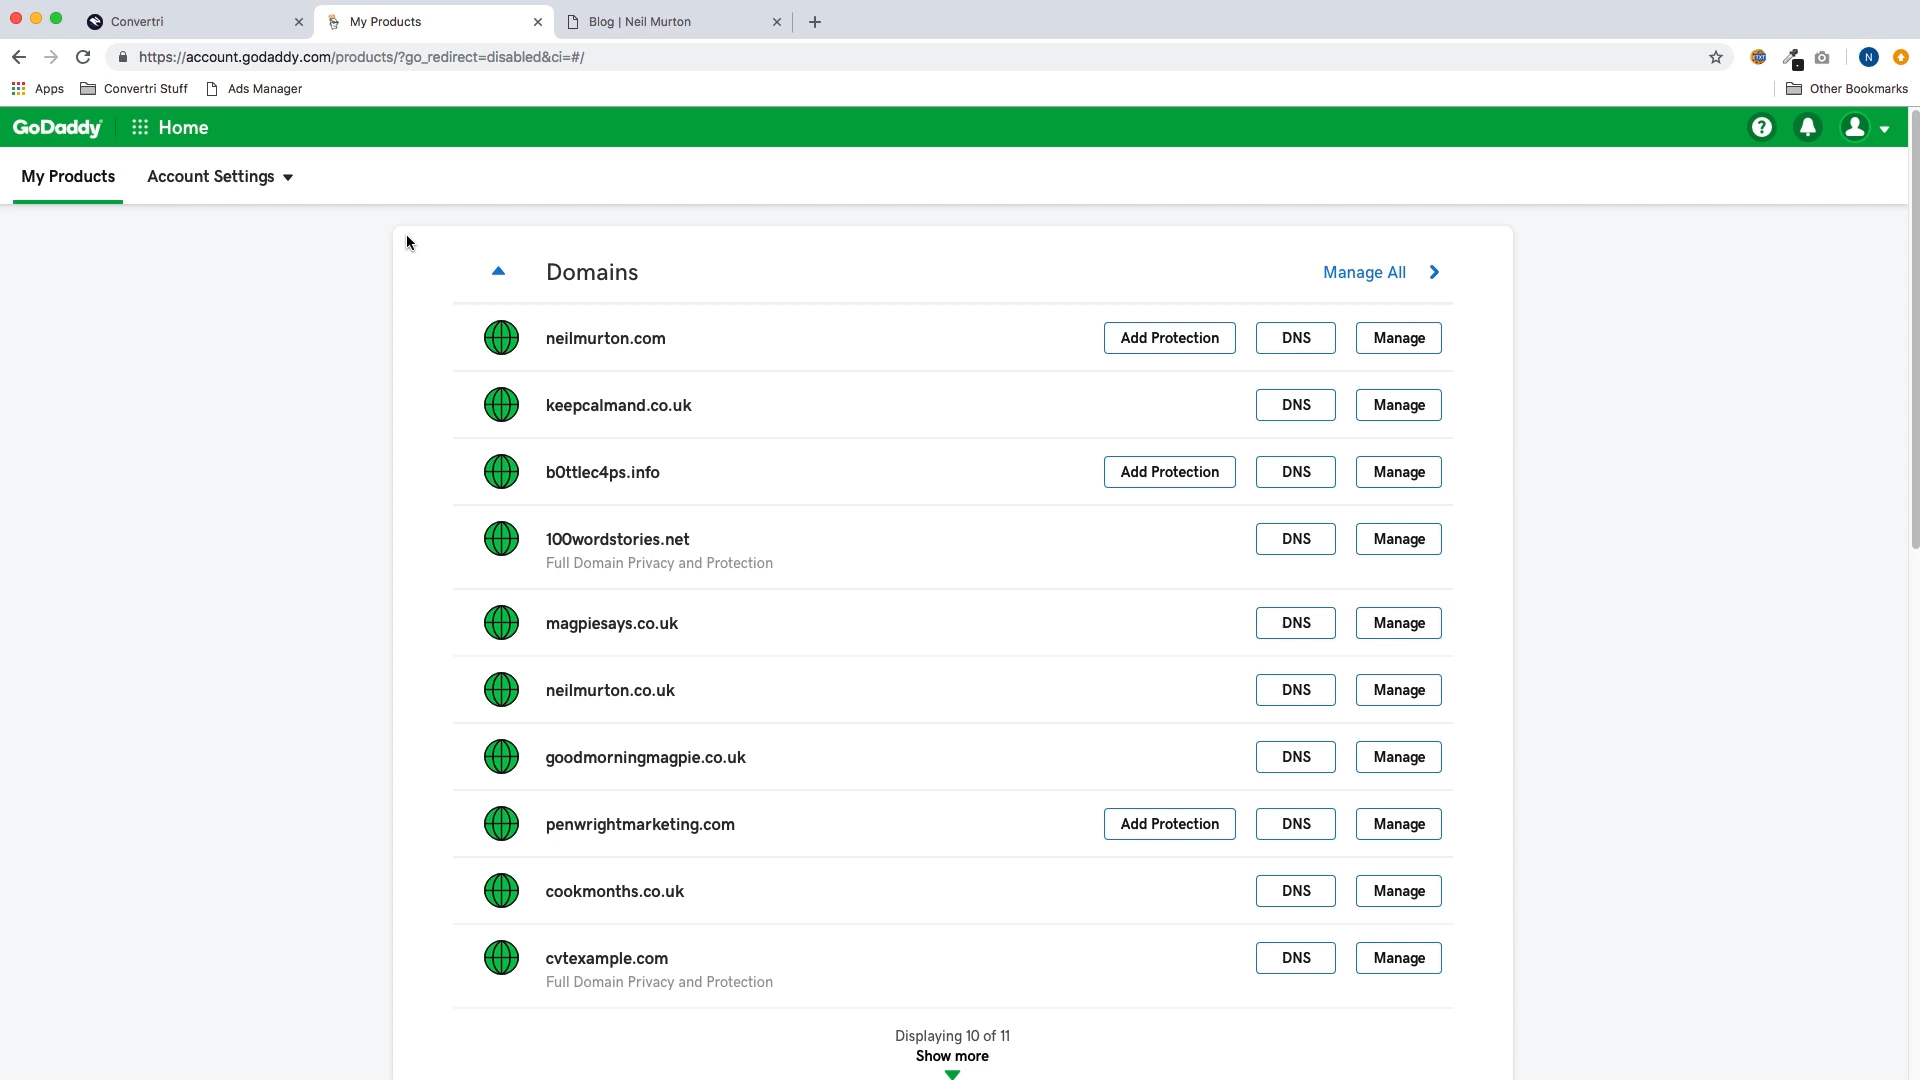 Convertri
My Products
Blog | Neil Murton
https://account.godaddy.com/products/?go_redirect=disabled&ci=#/
N
Apps
Convertri Stuff
Ads Manager
Other Bookmarks
GoDaddy
Home
?
My Products
Account Settings
Domains
Manage All
neilmurton.com
Add Protection
DNS
Manage
keepcalmand.co.uk
DNS
Manage
b0ttlec4ps.info
Add Protection
DNS
Manage
100wordstories.net
DNS
Manage
Full Domain Privacy and Protection
magpiesays.co.uk
DNS
Manage
neilmurton.co.uk
DNS
Manage
goodmorningmagpie.co.uk
DNS
Manage
penwrightmarketing.com
Add Protection
DNS
Manage
cookmonths.co.uk
DNS
Manage
cvtexample.com
DNS
Manage
Full Domain Privacy and Protection
Displaying 10 of 11
Show more